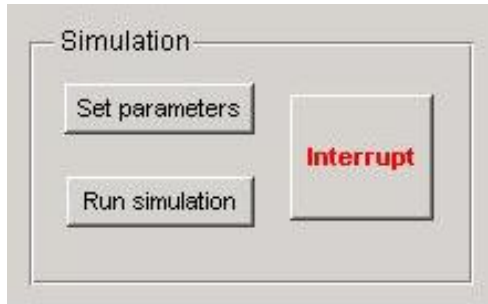 Simulation
Set parameters
Interrupt
Run simulation